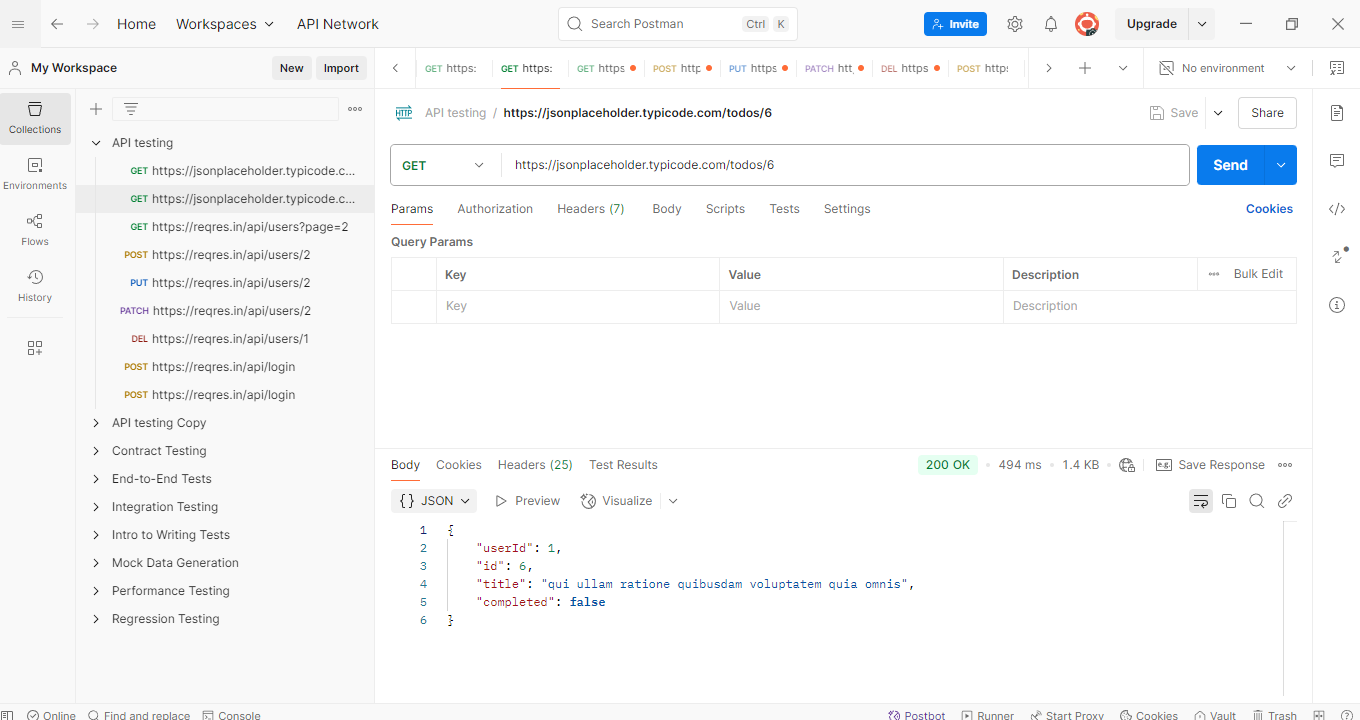 Home Workspaces API Network Search Postman Ctrl K Invite Upgrade
My Workspace New Import GET https: GET https: GET https POST http PUT https PATCH htt DEL https POST https No environment
Collections
Environments
Flows
History
API testing
GET https://jsonplaceholder.typicode.c...
GET https://jsonplaceholder.typicode.c...
GET https://reqres.in/api/users?page=2
POST https://reqres.in/api/users/2
PUT https://reqres.in/api/users/2
PATCH https://reqres.in/api/users/2
DEL https://reqres.in/api/users/1
POST https://reqres.in/api/login
POST https://reqres.in/api/login
API testing Copy
Contract Testing
End-to-End Tests
Integration Testing
Intro to Writing Tests
Mock Data Generation
Performance Testing
Regression Testing
HTTP API testing / https://jsonplaceholder.typicode.com/todos/6 Save Share
GET https://jsonplaceholder.typicode.com/todos/6 Send
Params Authorization Headers (7) Body Scripts Tests Settings Cookies
Query Params
Key Value Description Bulk Edit
Key Value Description
Body Cookies Headers (25) Test Results 200 OK 494 ms 1.4 KB e.g. Save Response
{} JSON Preview Visualize
1 {
2 "userId": 1,
3 "id": 6,
4 "title": "qui ullam ratione quibusdam voluptatem quia omnis",
5 "completed": false
6 }
Online Find and replace Console Postbot Runner Start Proxy Cookies Vault Trash